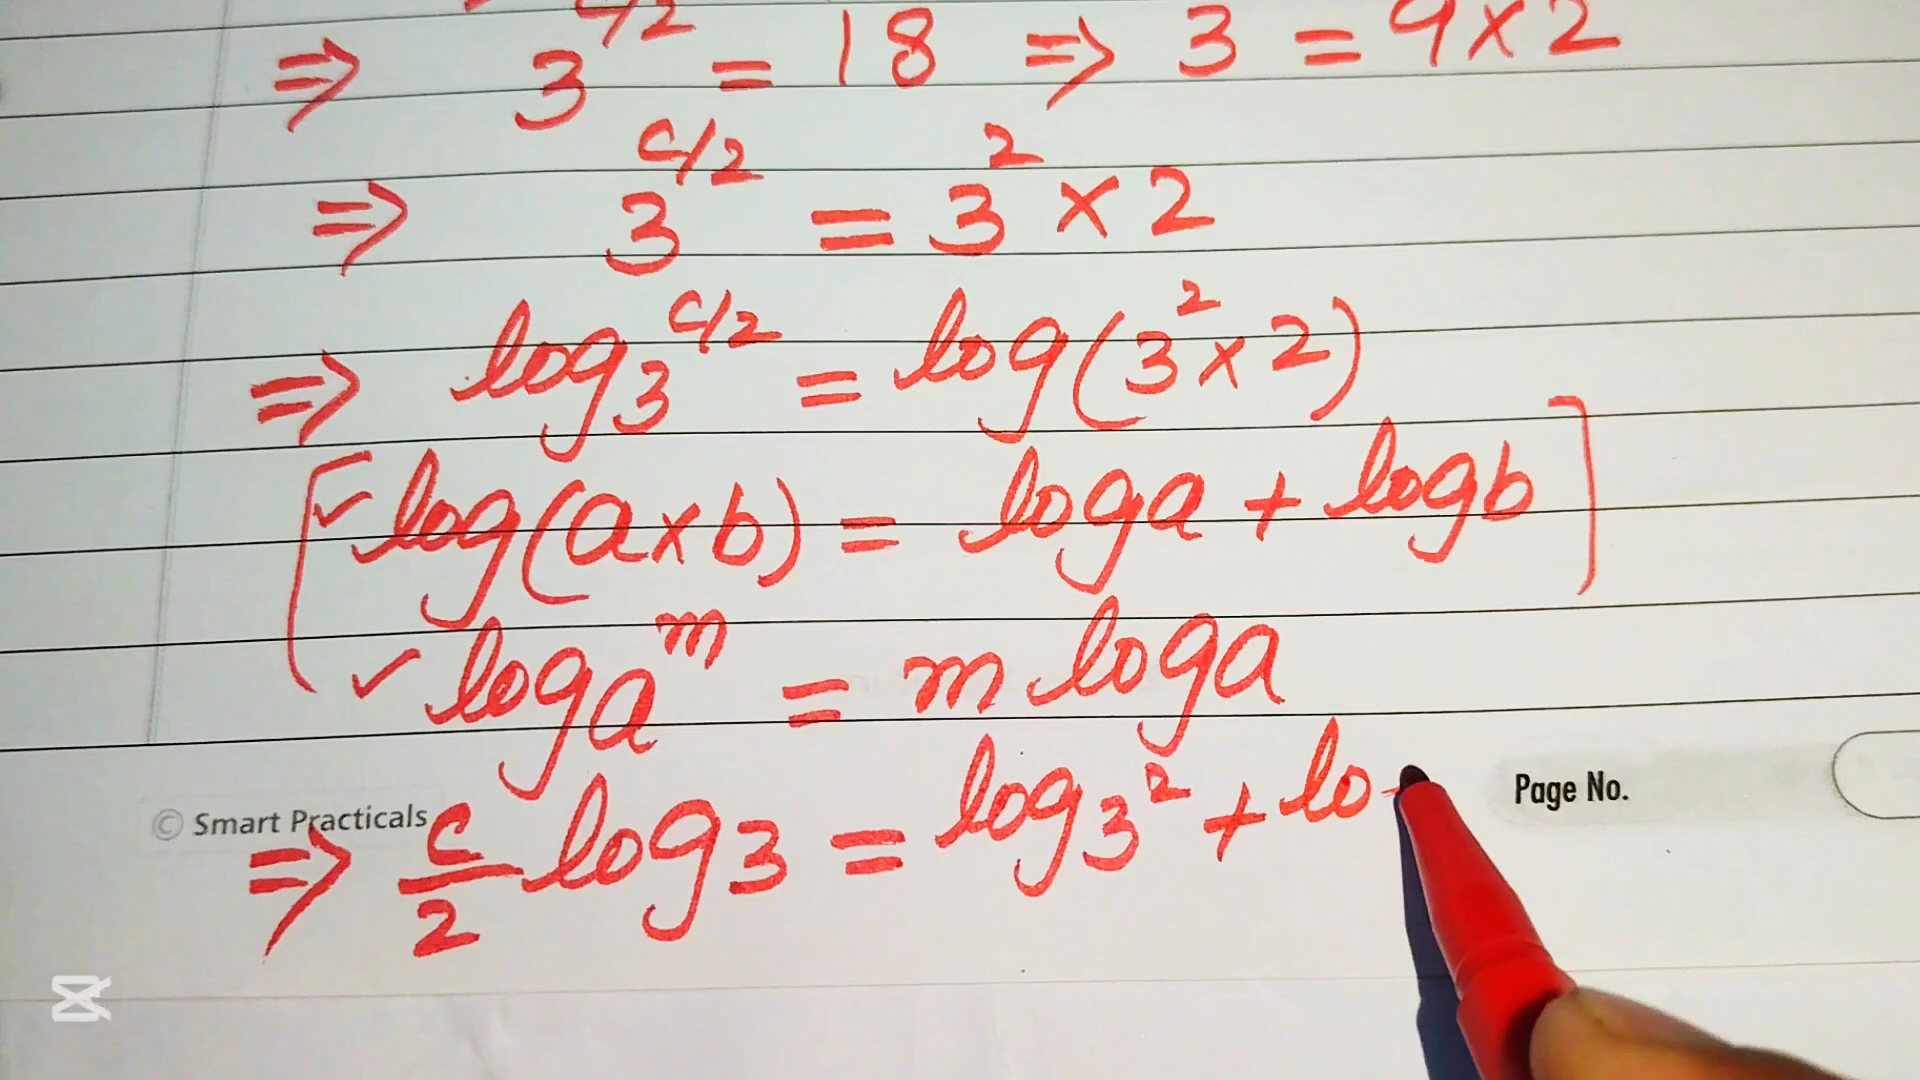 ⇒ 3^c/2 = 18 ⇒ 3 = 9×2
⇒ 3^c/2 = 3^2 × 2
⇒ log 3^c/2 = log(3^2 × 2)
[✓ log(a×b) = log a + log b]
✓ log a^m = m log a
© Smart Practicals
Page No.
⇒ c/2 log 3 = log 3^2 + lo